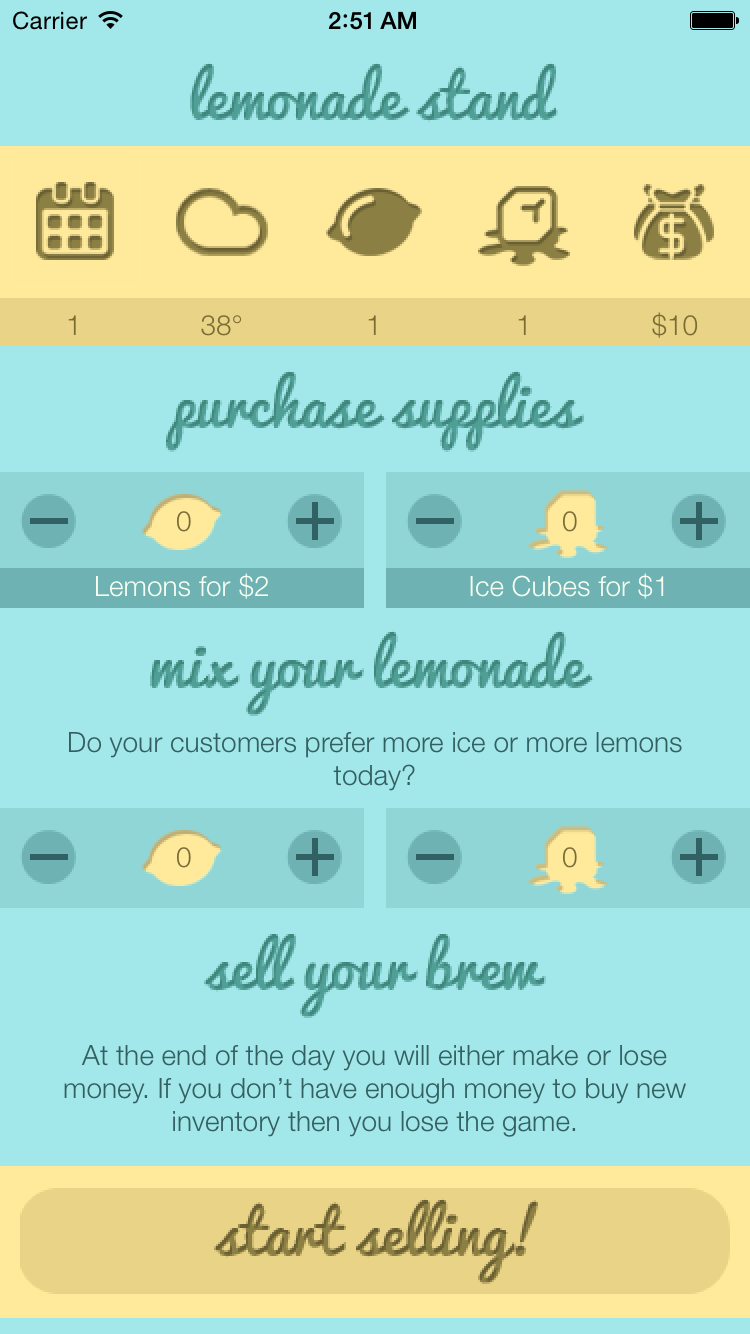 Carrier 2:51 AM
lemonade stand
1 38° 1 1 $10
purchase supplies
0 0
Lemons for $2 Ice Cubes for $1
mix your lemonade
Do your customers prefer more ice or more lemons
today?
0 0
sell your brew
At the end of the day you will either make or lose
money. If you don’t have enough money to buy new
inventory then you lose the game.
start selling!